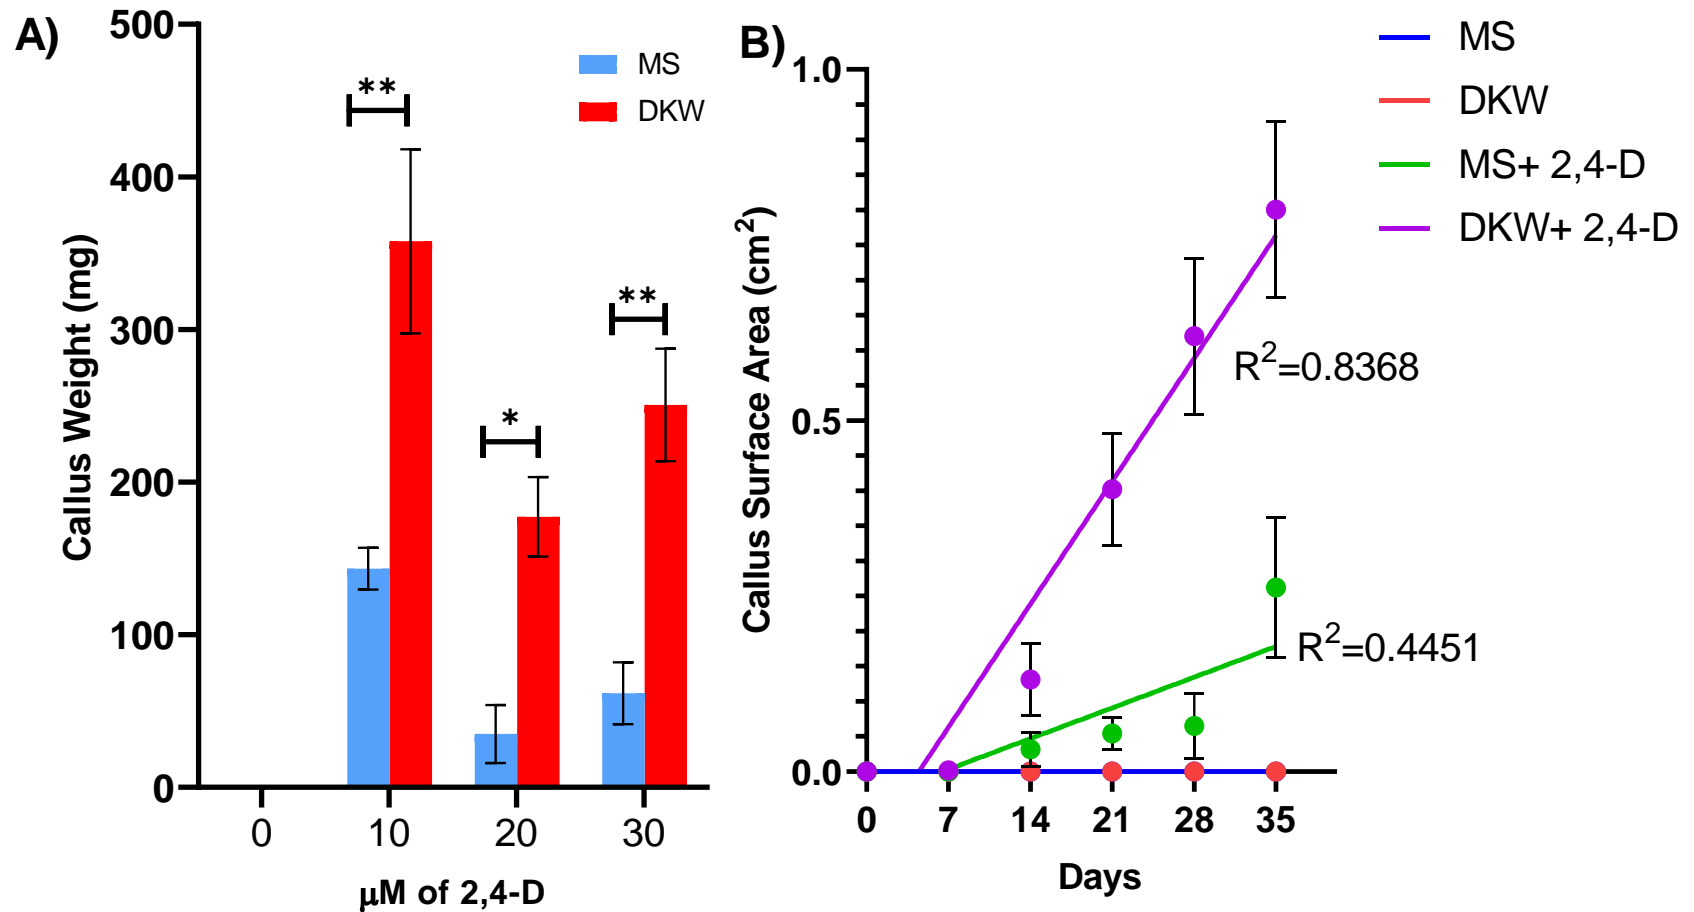 A)
500
400
300
200
100
0
Callus Weight (mg)
MS
DKW
**
*
**
0 10 20 30
μM of 2,4-D
B)
1.0
0.5
0.0
Callus Surface Area (cm²)
MS
DKW
MS+ 2,4-D
DKW+ 2,4-D
R²=0.8368
R²=0.4451
0 7 14 21 28 35
Days